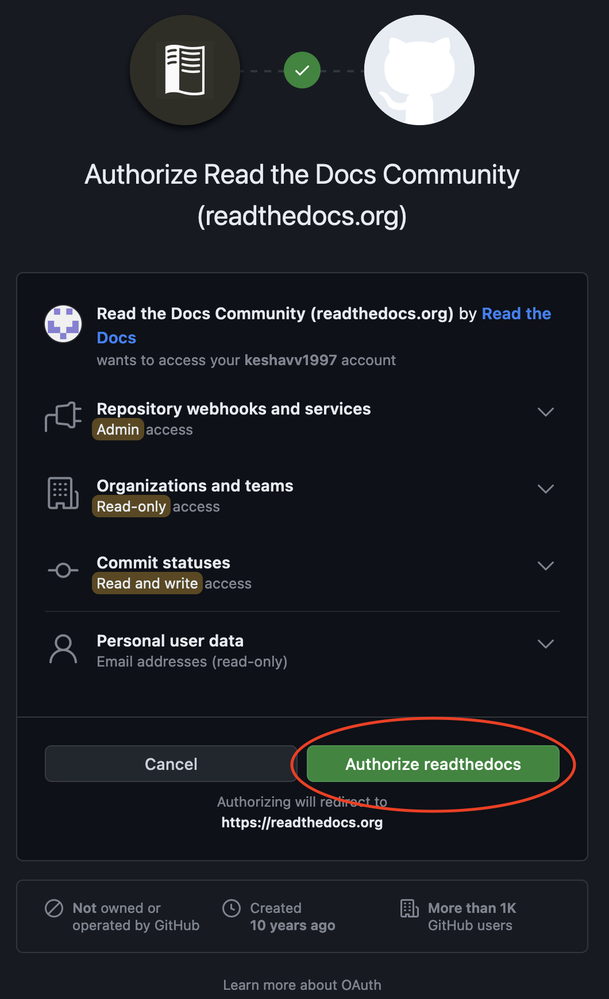 Authorize Read the Docs Community
(readthedocs.org)
Read the Docs Community (readthedocs.org) by Read the
Docs
wants to access your keshavv1997 account
Repository webhooks and services
Admin access
Organizations and teams
Read-only access
Commit statuses
Read and write access
Personal user data
Email addresses (read-only)
Cancel
Authorize readthedocs
Authorizing will redirect to
https://readthedocs.org
Not owned or
operated by GitHub
Created
10 years ago
More than 1K
GitHub users
Learn more about OAuth